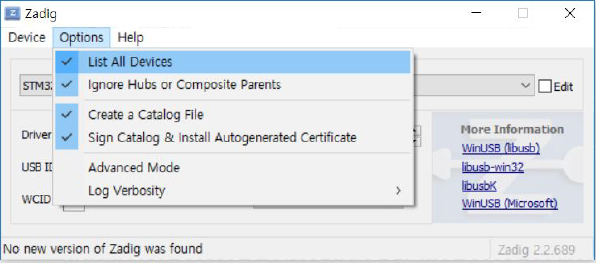 Zadig
Device Options Help
List All Devices
Ignore Hubs or Composite Parents
Create a Catalog File
Sign Catalog & Install Autogenerated Certificate
Advanced Mode
Log Verbosity
STM32
Edit
Driver
USB ID
WCID
More Information
WinUSB (libusb)
libusb-win32
libusbK
WinUSB (Microsoft)
No new version of Zadig was found
Zadig 2.2.689